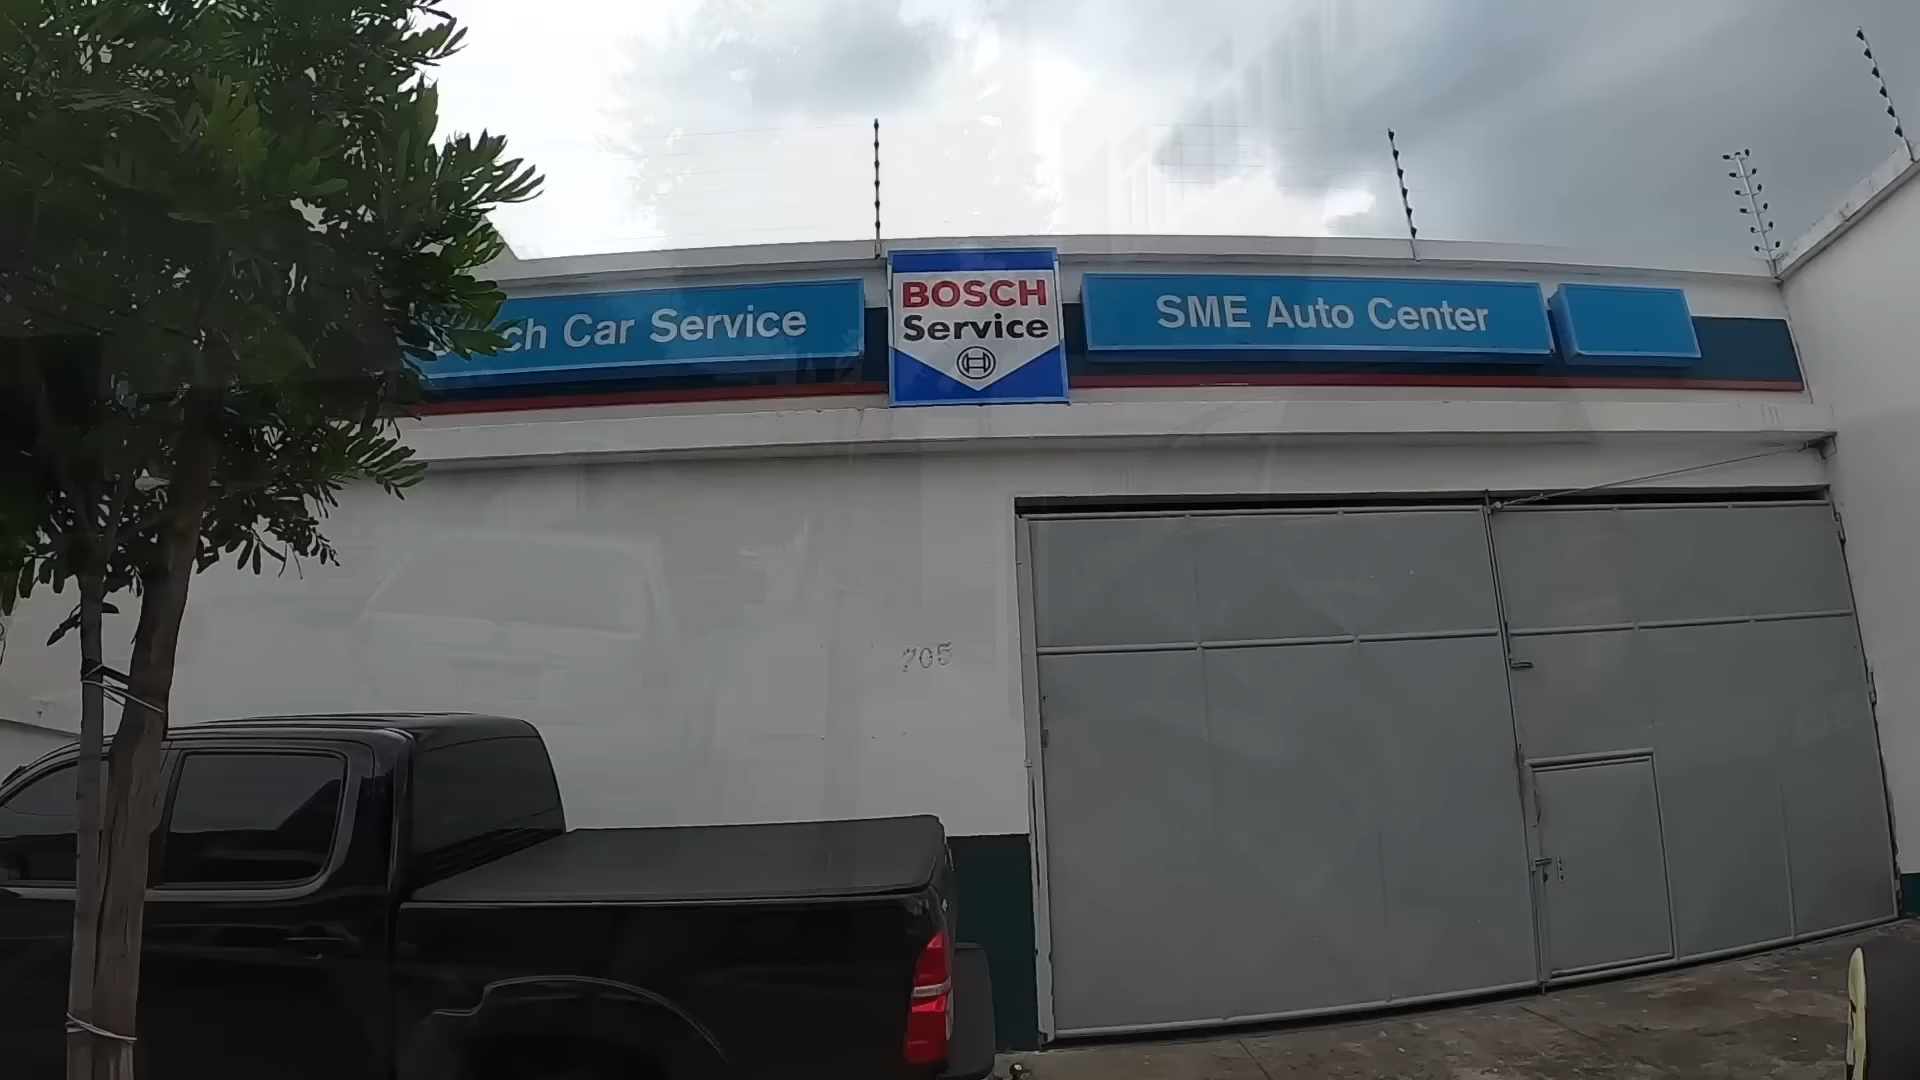 ch Car Service
BOSCH
Service
SME Auto Center
705